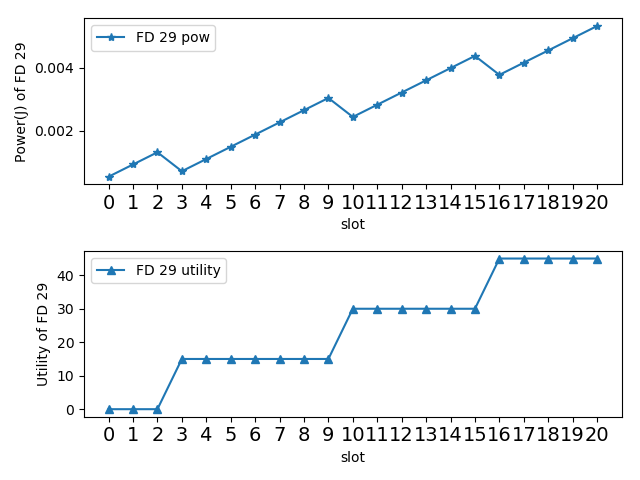 FD 29 pow
Power(J) of FD 29
0.004
0.002
0 1 2 3 4 5 6 7 8 9 10 11 12 13 14 15 16 17 18 19 20
slot
FD 29 utility
Utility of FD 29
40
30
20
10
0
0 1 2 3 4 5 6 7 8 9 10 11 12 13 14 15 16 17 18 19 20
slot